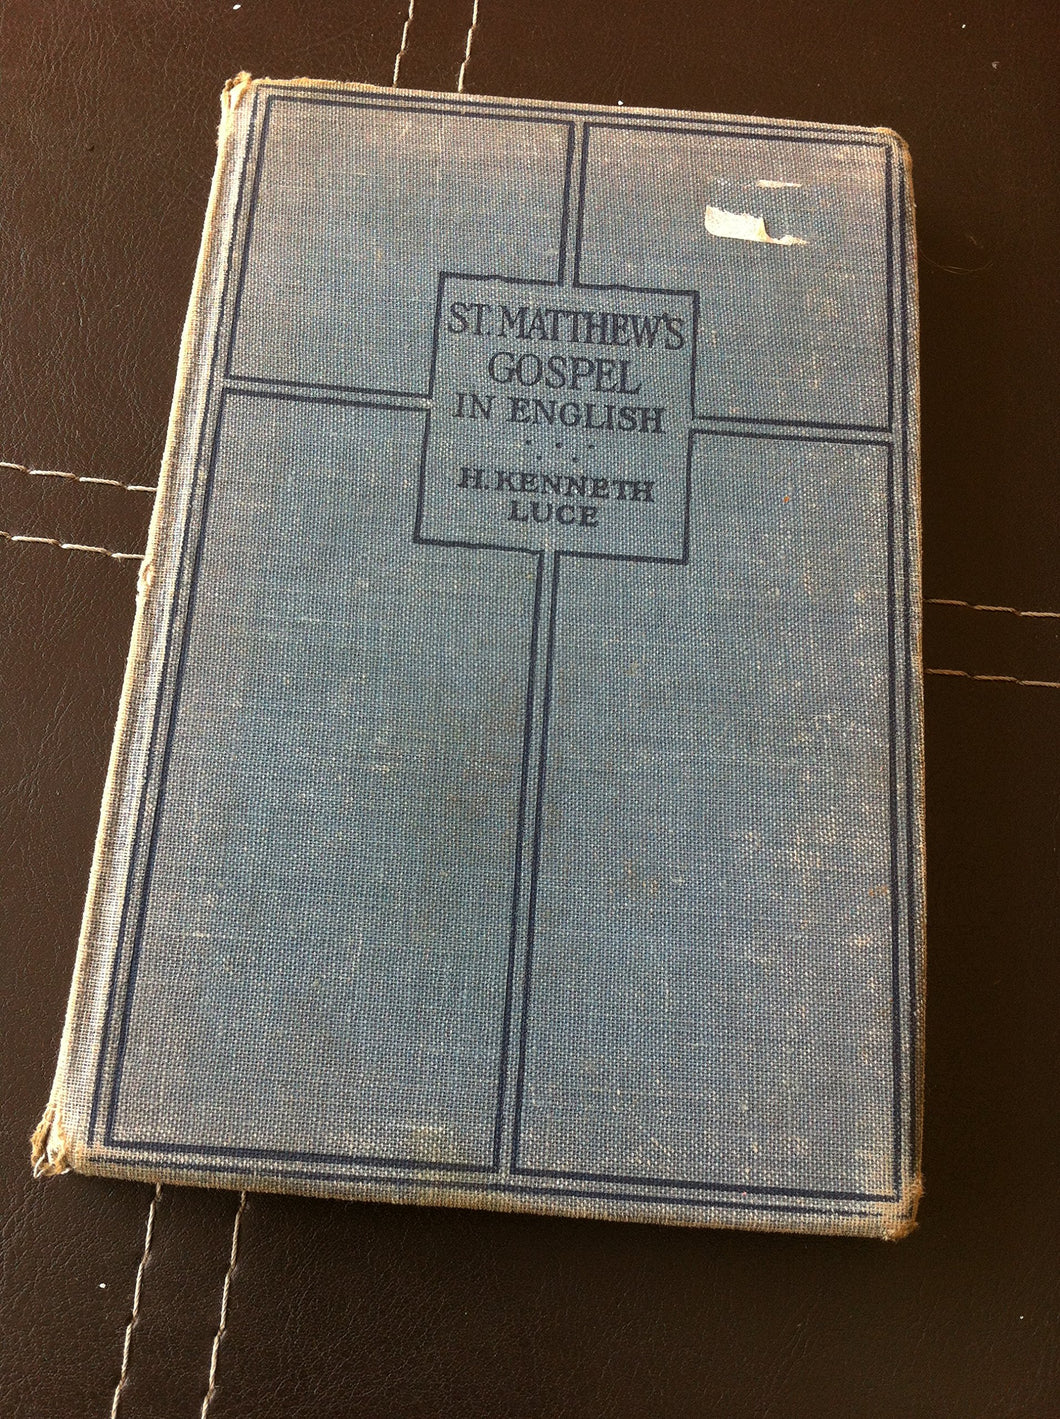 ST. MATTHEW'S
GOSPEL
IN ENGLISH
H. KENNETH
LUCE